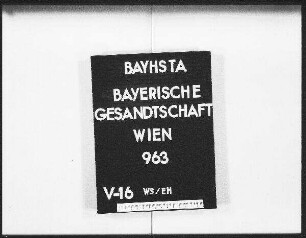 BAYHSTA
BAYERISCHE
GESANDTSCHAFT
WIEN
963
V-16 WS/EH